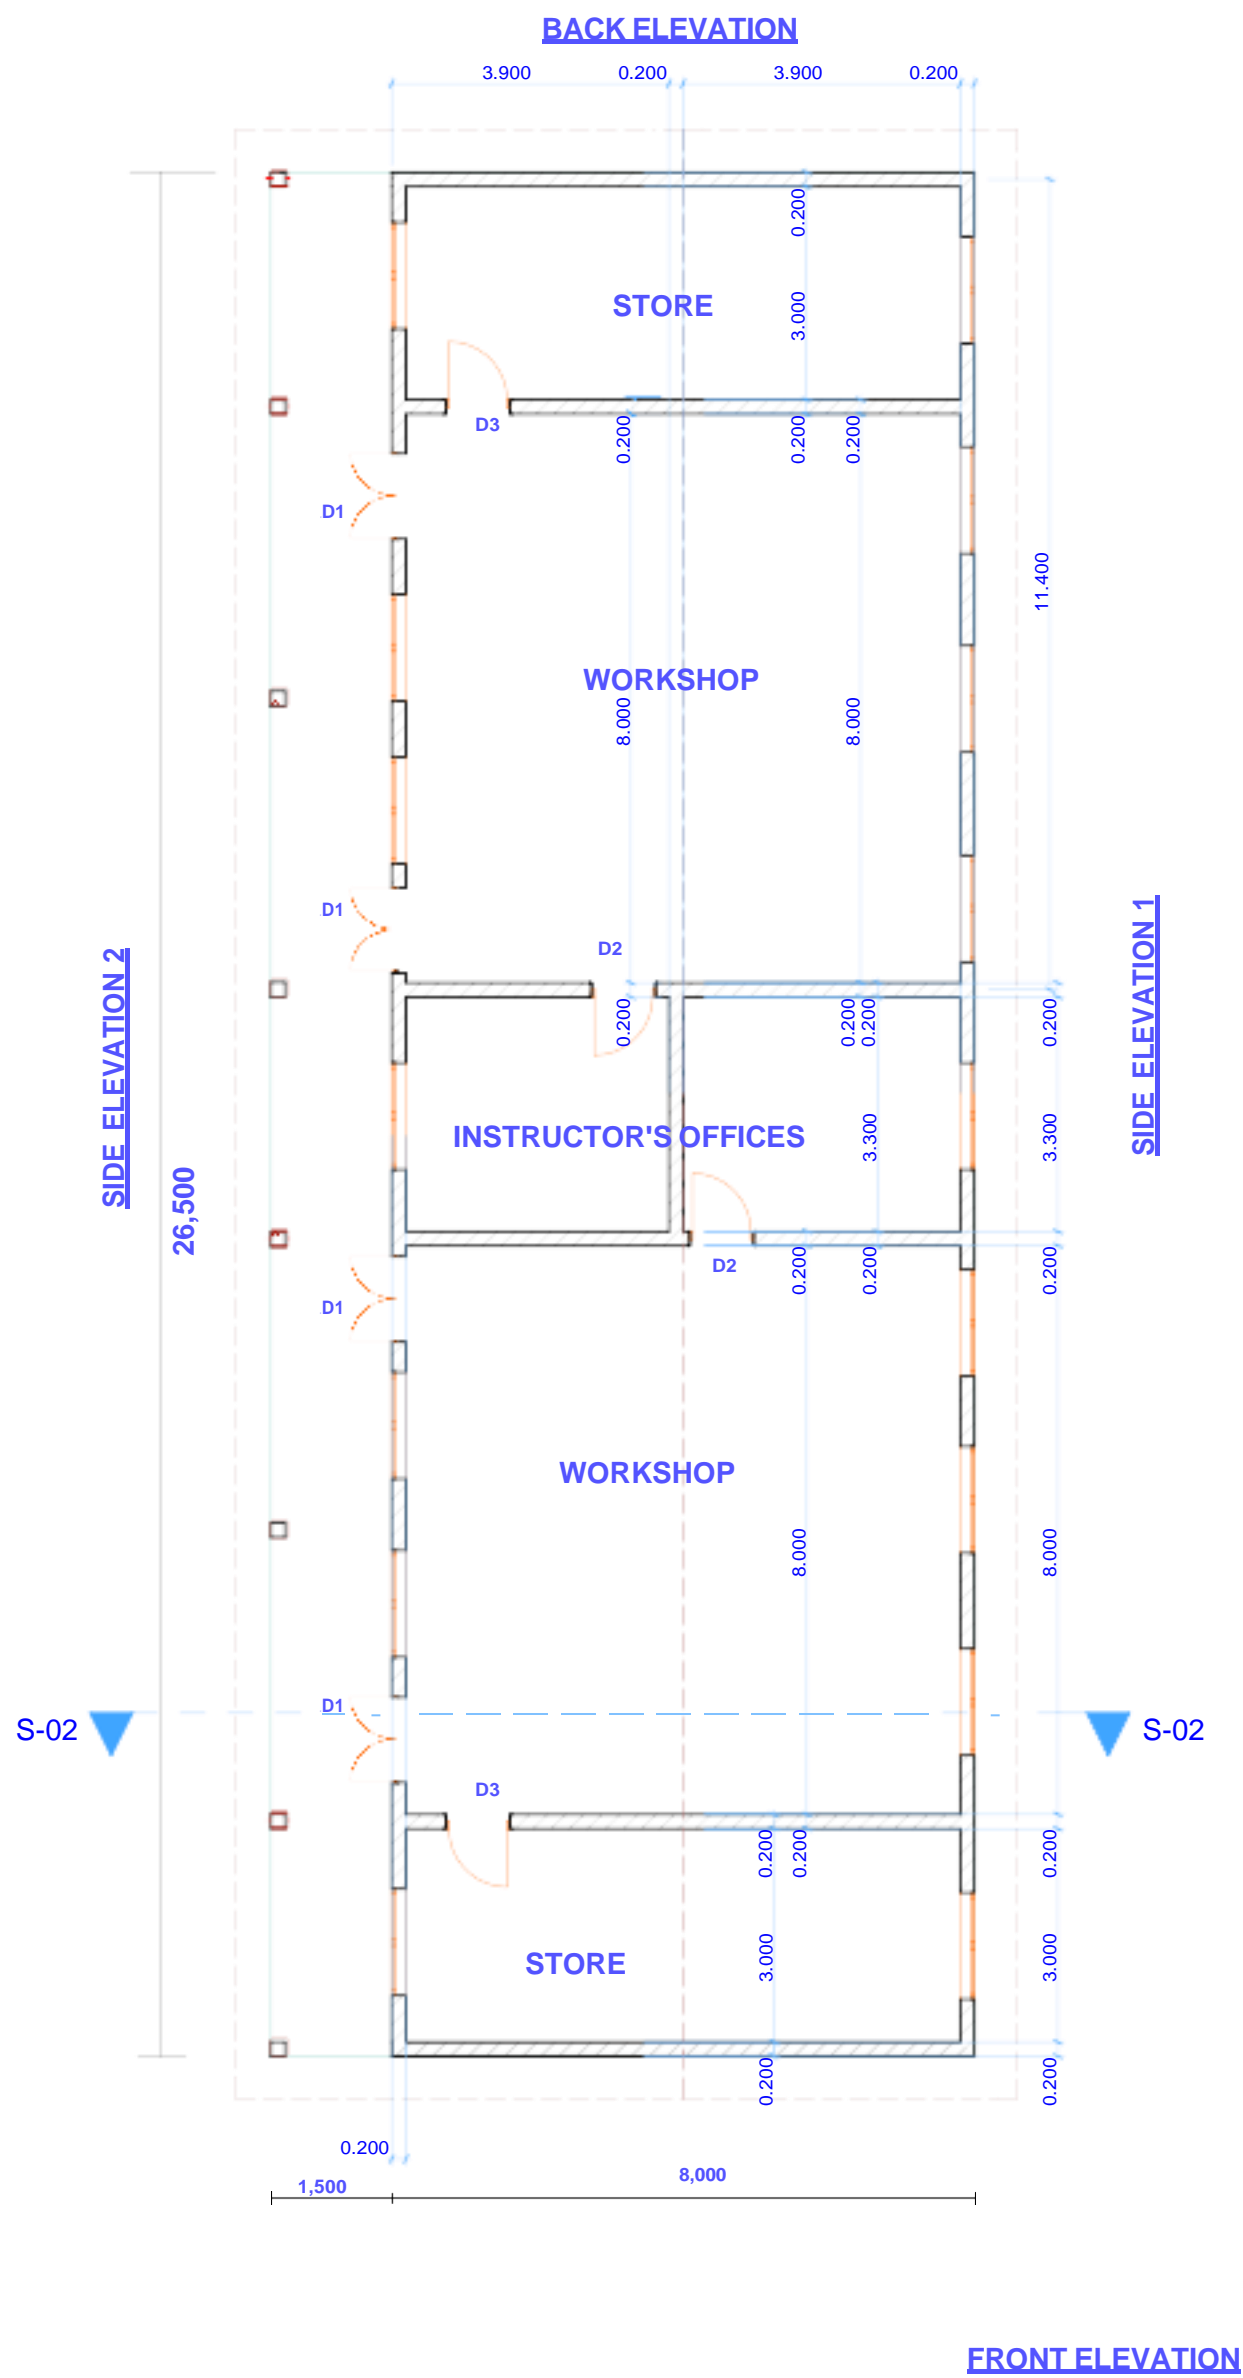 BACK ELEVATION
3.900
0.200
3.900
0.200
0.200
STORE
3.000
D3
0.200
0.200
0.200
D1
11.400
WORKSHOP
8.000
8.000
D1
D2
SIDE ELEVATION 2
SIDE ELEVATION 1
0.200
0.200
0.200
0.200
INSTRUCTOR'S OFFICES
3.300
3.300
26,500
D2
0.200
0.200
0.200
D1
WORKSHOP
8.000
8.000
D1
S-02
S-02
D3
0.200
0.200
0.200
STORE
3.000
3.000
0.200
0.200
0.200
1,500
8,000
FRONT ELEVATION